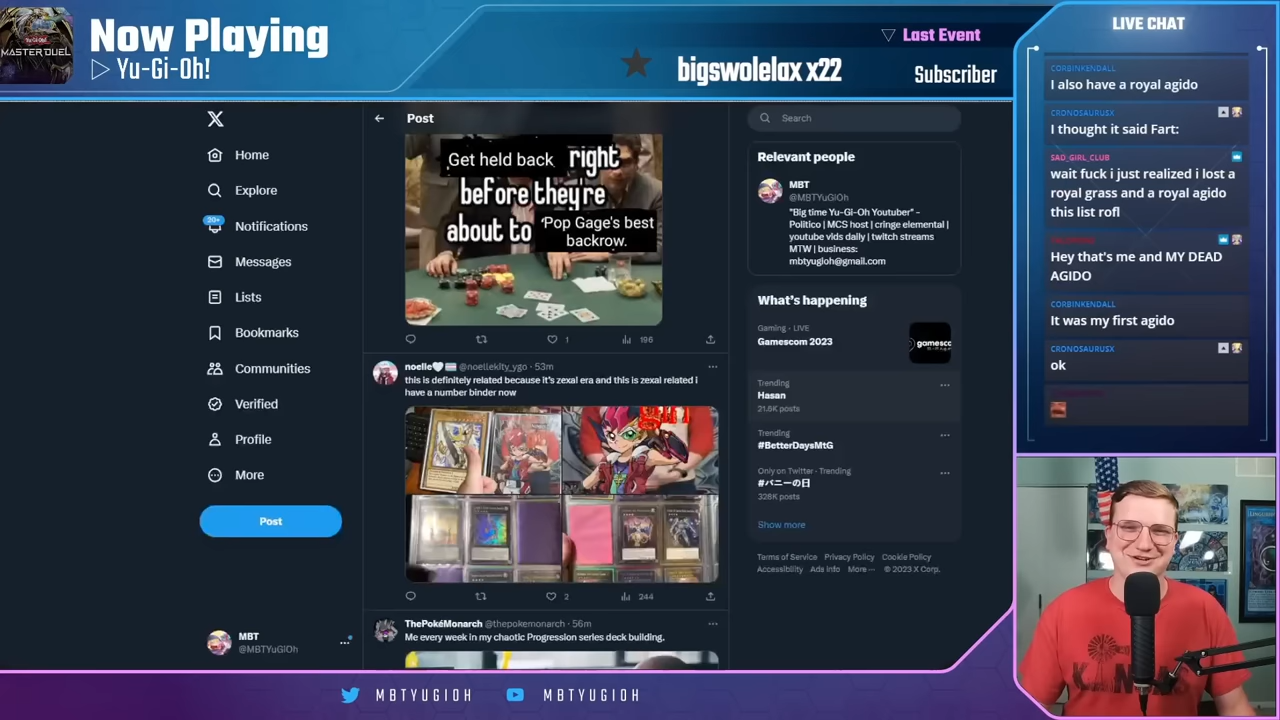 MASTER DUEL
Now Playing
Yu-Gi-Oh!
Last Event
bigswolelax x22
Subscriber
LIVE CHAT
CORBINKENDALL
I also have a royal agido
CRONOSAURUSX
I thought it said Fart:
SAD_GIRL_CLUB
wait fuck i just realized i lost a
royal grass and a royal agido
this list rofl
Hey that's me and MY DEAD
AGIDO
CORBINKENDALL
It was my first agido
CRONOSAURUSX
ok
X
Home
Explore
20+
Notifications
Messages
Lists
Bookmarks
Communities
Verified
Profile
More
Post
MBT
@MBTYuGiOh
Post
Get held back right
before they're
about to 'Pop Gage's best
backrow.
1
196
noelle @noellekity_ygo · 53m
this is definitely related because it's zexal era and this is zexal related i
have a number binder now
2
244
ThePokéMonarch @thepokemonarch · 56m
Me every week in my chaotic Progression series deck building.
Search
Relevant people
MBT
@MBTYuGiOh
"Big time Yu-Gi-Oh Youtuber" -
Politico | MCS host | cringe elemental |
youtube vids daily | twitch streams
MTW | business:
mbtyugioh@gmail.com
What's happening
Gaming · LIVE
Gamescom 2023
gamesco
Trending
Hasan
21.8K posts
Trending
#BetterDaysMtG
Only on Twitter · Trending
#バニーの日
328K posts
Show more
Terms of Service Privacy Policy Cookie Policy
Accessibility Ads info More ··· © 2023 X Corp.
MBTYUGIOH
MBTYUGIOH